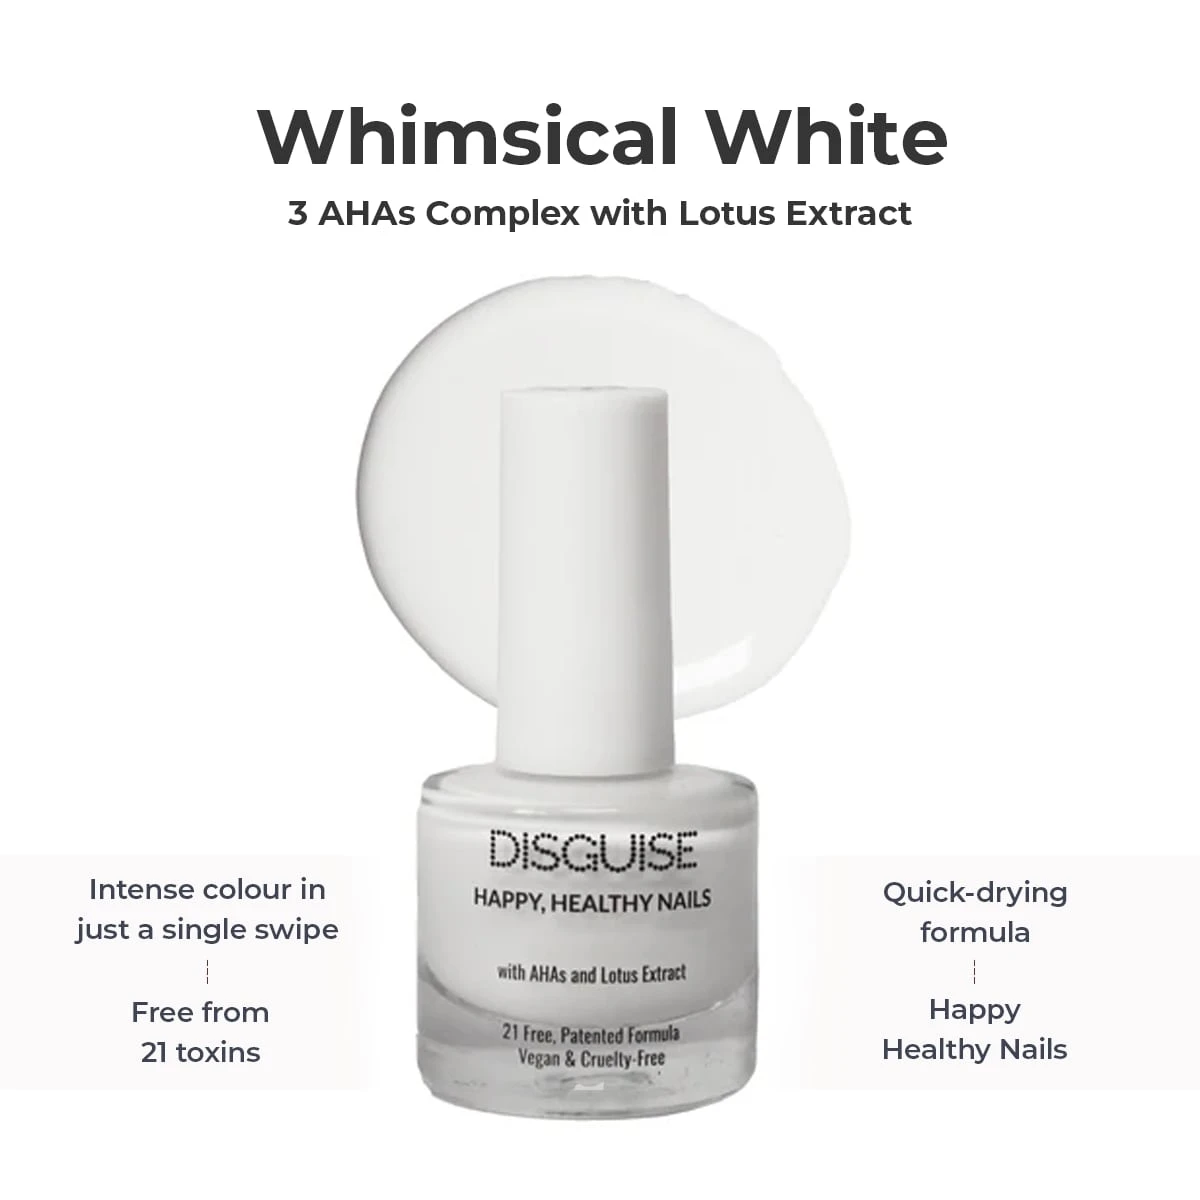 Whimsical White
3 AHAs Complex with Lotus Extract
DISGUISE
HAPPY, HEALTHY NAILS
with AHAs and Lotus Extract
21 Free, Patented Formula
Vegan & Cruelty-Free
Intense colour in
just a single swipe
Free from
21 toxins
Quick-drying
formula
Happy
Healthy Nails